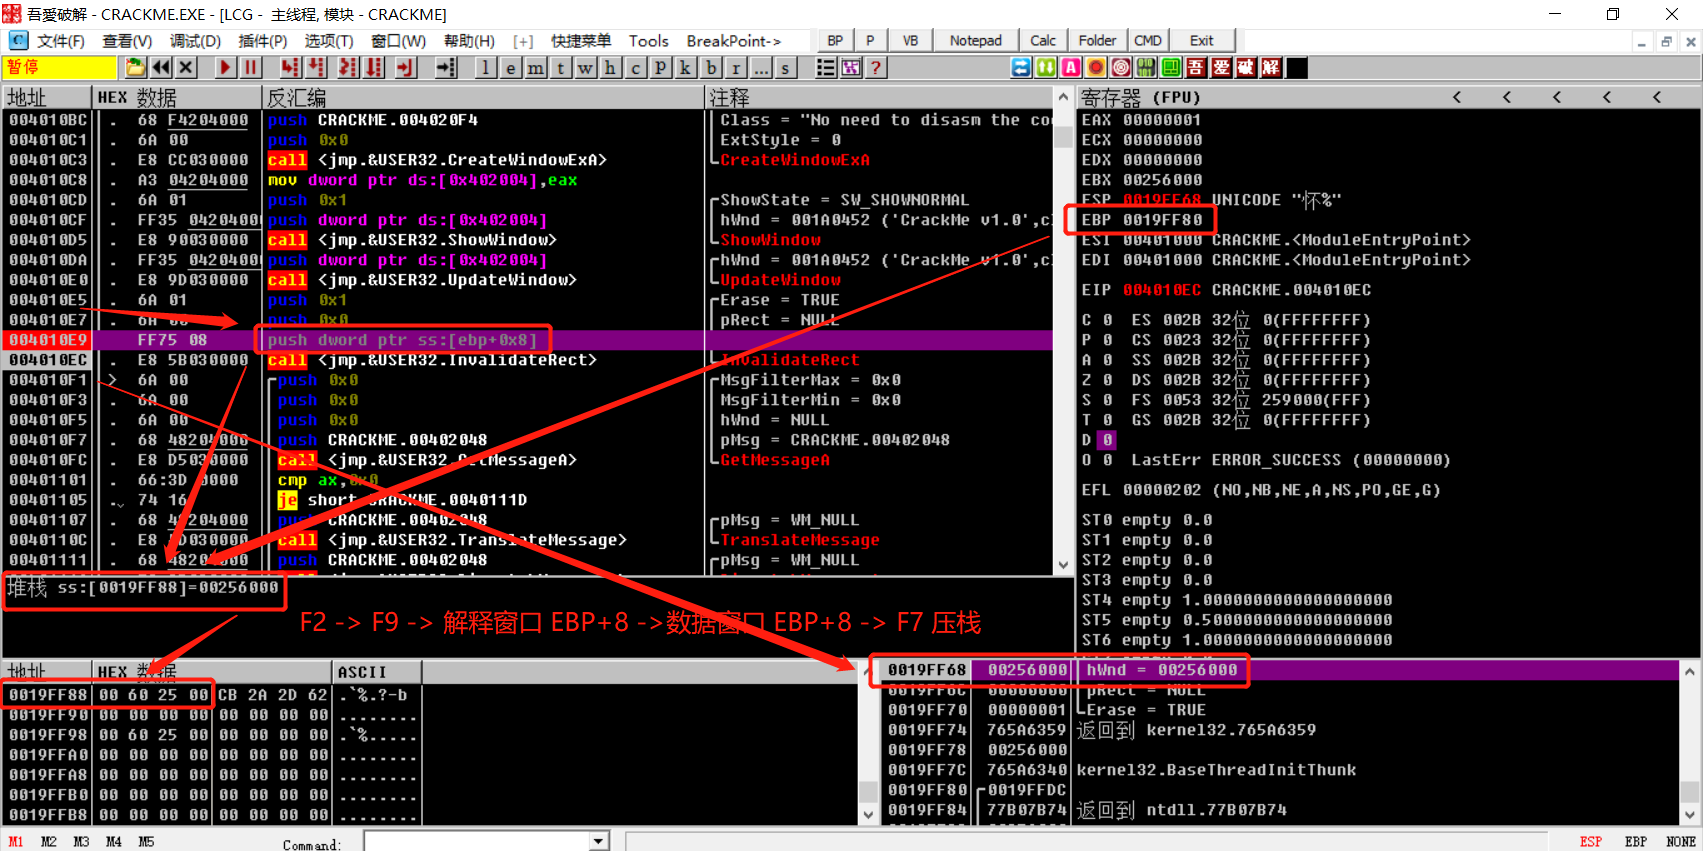 吾愛破解 - CRACKME.EXE - [LCG - 主线程, 模块 - CRACKME]
文件(F) 查看(V) 调试(D) 插件(P) 选项(T) 窗口(W) 帮助(H) [+] 快捷菜单 Tools BreakPoint-> BP P VB Notepad Calc Folder CMD Exit
暂停 l e m t w h c p k b r ... s ? 吾 爱 破 解
地址 HEX 数据 反汇编 注释
004010BC . 68 F4204000 push CRACKME.004020F4 Class = "No need to disasm the co
004010C1 . 6A 00 push 0x0 ExtStyle = 0
004010C3 . E8 CC030000 call <jmp.&USER32.CreateWindowExA> CreateWindowExA
004010C8 . A3 04204000 mov dword ptr ds:[0x402004],eax
004010CD . 6A 01 push 0x1 ShowState = SW_SHOWNORMAL
004010CF . FF35 04204000 push dword ptr ds:[0x402004] hWnd = 001A0452 ('CrackMe v1.0',c
004010D5 . E8 90030000 call <jmp.&USER32.ShowWindow> ShowWindow
004010DA . FF35 04204000 push dword ptr ds:[0x402004] hWnd = 001A0452 ('CrackMe v1.0',c
004010E0 . E8 9D030000 call <jmp.&USER32.UpdateWindow> UpdateWindow
004010E5 . 6A 01 push 0x1 Erase = TRUE
004010E7 . 6A 00 push 0x0 pRect = NULL
004010E9 FF75 08 push dword ptr ss:[ebp+0x8]
004010EC . E8 5B030000 call <jmp.&USER32.InvalidateRect> InvalidateRect
004010F1 > 6A 00 push 0x0 MsgFilterMax = 0x0
004010F3 . 6A 00 push 0x0 MsgFilterMin = 0x0
004010F5 . 6A 00 push 0x0 hWnd = NULL
004010F7 . 68 48204000 push CRACKME.00402048 pMsg = CRACKME.00402048
004010FC . E8 D5030000 call <jmp.&USER32.GetMessageA> GetMessageA
00401101 . 66:3D 0000 cmp ax,0x0
00401105 . 74 16 je short CRACKME.0040111D
00401107 . 68 48204000 push CRACKME.00402048 pMsg = WM_NULL
0040110C . E8 030000 call <jmp.&USER32.TranslateMessage> TranslateMessage
00401111 . 68 48204000 push CRACKME.00402048 pMsg = WM_NULL
堆栈 ss:[0019FF88]=00256000
F2 -> F9 -> 解释窗口 EBP+8 ->数据窗口 EBP+8 -> F7 压栈
寄存器 (FPU) < < < < <
EAX 00000001
ECX 00000000
EDX 00000000
EBX 00256000
ESP 0019FF68 UNICODE "怀%"
EBP 0019FF80
ESI 00401000 CRACKME.<ModuleEntryPoint>
EDI 00401000 CRACKME.<ModuleEntryPoint>
EIP 004010EC CRACKME.004010EC
C 0 ES 002B 32位 0(FFFFFFFF)
P 0 CS 0023 32位 0(FFFFFFFF)
A 0 SS 002B 32位 0(FFFFFFFF)
Z 0 DS 002B 32位 0(FFFFFFFF)
S 0 FS 0053 32位 259000(FFF)
T 0 GS 002B 32位 0(FFFFFFFF)
D 0
O 0 LastErr ERROR_SUCCESS (00000000)
EFL 00000202 (NO,NB,NE,A,NS,PO,GE,G)
ST0 empty 0.0
ST1 empty 0.0
ST2 empty 0.0
ST3 empty 0.0
ST4 empty 1.0000000000000000000
ST5 empty 0.5000000000000000000
ST6 empty 1.0000000000000000000
地址 HEX 数据 ASCII
0019FF88 00 60 25 00 CB 2A 2D 62 .`%.?-b
0019FF90 00 00 00 00 00 00 00 00 ........
0019FF98 00 60 25 00 00 00 00 00 .`%.....
0019FFA0 00 00 00 00 00 00 00 00 ........
0019FFA8 00 00 00 00 00 00 00 00 ........
0019FFB0 00 00 00 00 00 00 00 00 ........
0019FFB8 00 00 00 00 00 00 00 00 ........
0019FF68 00256000 hWnd = 00256000
0019FF6C 00000000 pRect = NULL
0019FF70 00000001 Erase = TRUE
0019FF74 765A6359 返回到 kernel32.765A6359
0019FF78 00256000
0019FF7C 765A6340 kernel32.BaseThreadInitThunk
0019FF80 0019FFDC
0019FF84 77B07B74 返回到 ntdll.77B07B74
M1 M2 M3 M4 M5 Command: ESP EBP NONE